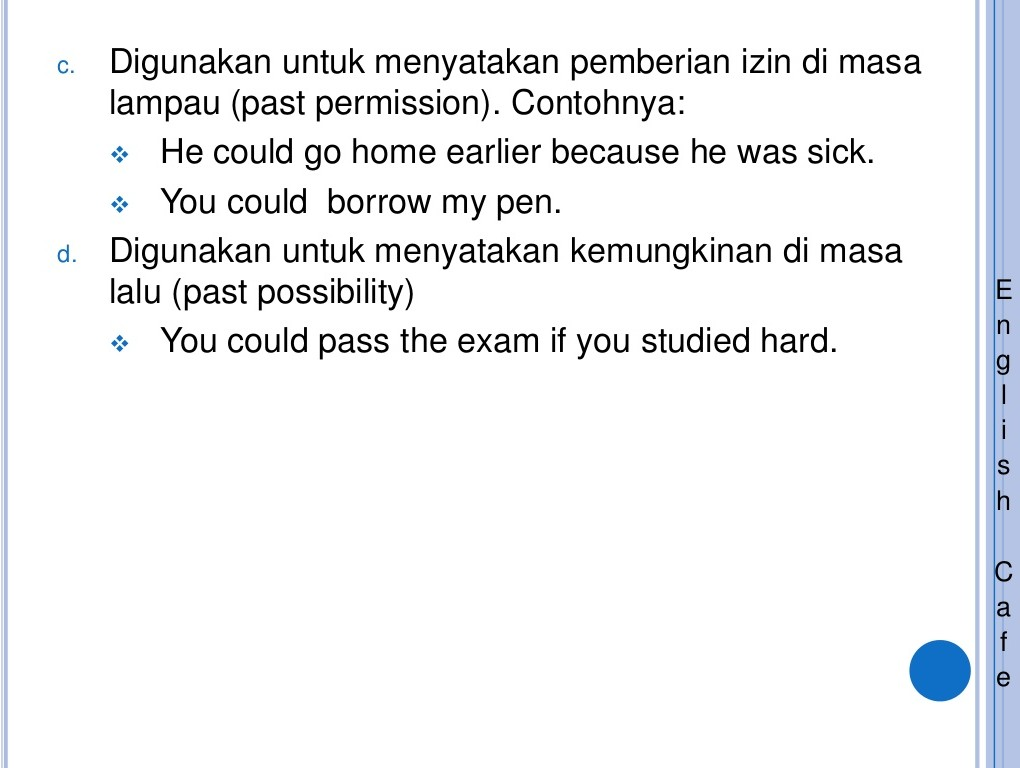 c. Digunakan untuk menyatakan pemberian izin di masa
lampau (past permission). Contohnya:
❖ He could go home earlier because he was sick.
❖ You could  borrow my pen.
d. Digunakan untuk menyatakan kemungkinan di masa
lalu (past possibility)
❖ You could pass the exam if you studied hard.
English Cafe